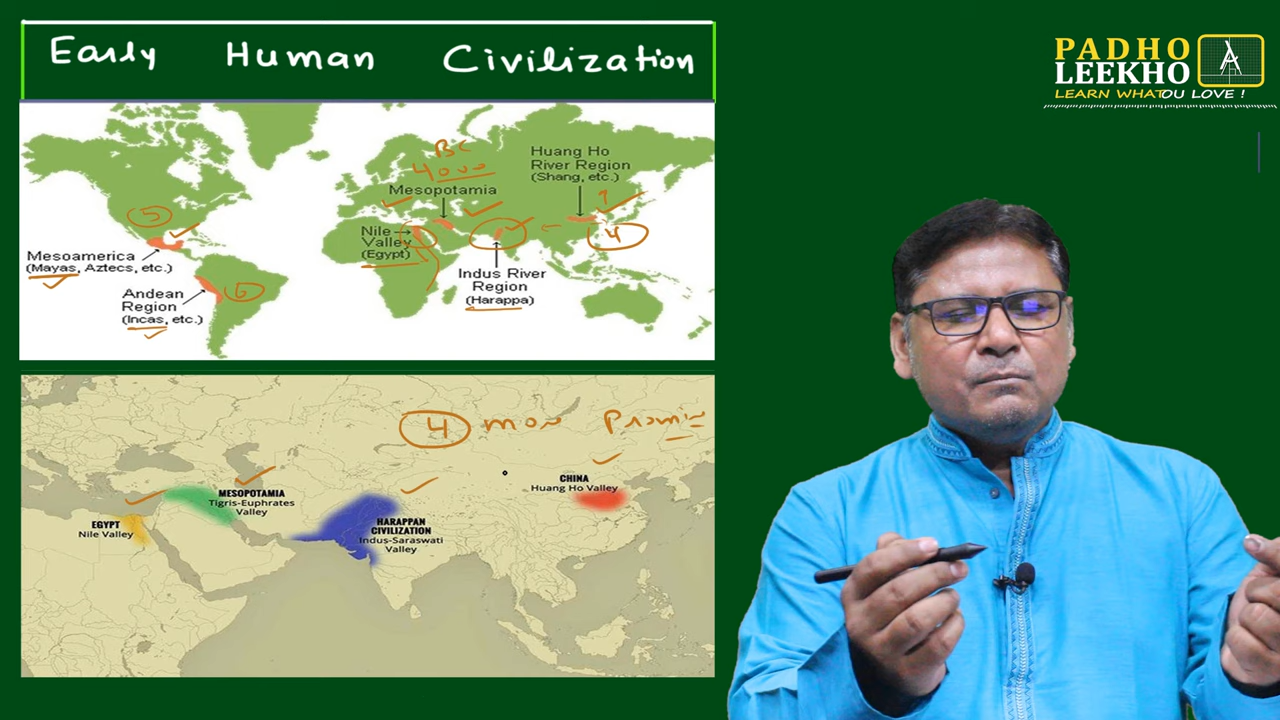 Early Human Civilization
PADHO
LEEKHO
LEARN WHATOU LOVE !
BC
4000
Huang Ho
River Region
(Shang, etc.)
?
Mesopotamia
5
Nile
Valley
(Egypt)
4
Mesoamerica
(Mayas, Aztecs, etc.)
Indus River
Region
(Harappa)
Andean
Region
(Incas, etc.)
6
4
CHINA
Huang Ho Valley
MESOPOTAMIA
Tigris-Euphrates
Valley
EGYPT
Nile Valley
HARAPPAN
CIVILIZATION
Indus-Saraswati
Valley